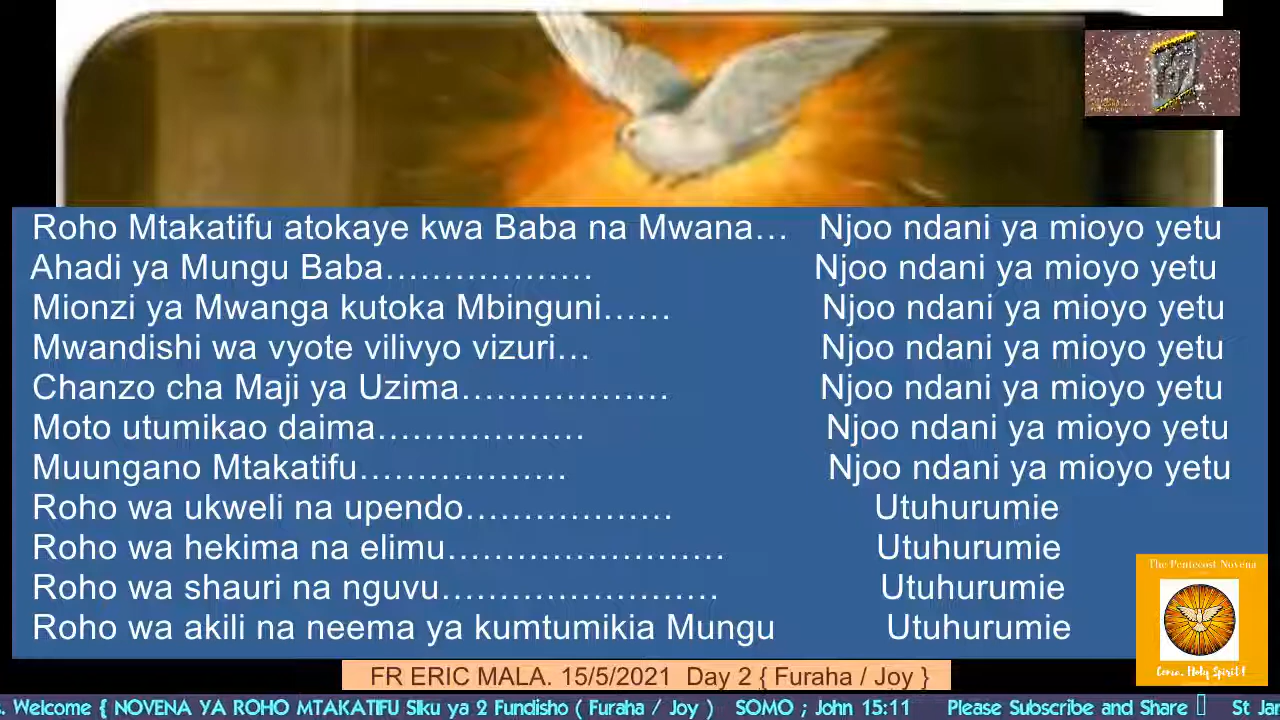 Roho Mtakatifu atokaye kwa Baba na Mwana… Njoo ndani ya mioyo yetu
Ahadi ya Mungu Baba……………… Njoo ndani ya mioyo yetu
Mionzi ya Mwanga kutoka Mbinguni…… Njoo ndani ya mioyo yetu
Mwandishi wa vyote vilivyo vizuri… Njoo ndani ya mioyo yetu
Chanzo cha Maji ya Uzima……………… Njoo ndani ya mioyo yetu
Moto utumikao daima……………… Njoo ndani ya mioyo yetu
Muungano Mtakatifu……………… Njoo ndani ya mioyo yetu
Roho wa ukweli na upendo……………… Utuhurumie
Roho wa hekima na elimu…………………… Utuhurumie
Roho wa shauri na nguvu…………………… Utuhurumie
Roho wa akili na neema ya kumtumikia Mungu Utuhurumie
The Pentecost Novena
Come, Holy Spirit!
FR ERIC MALA. 15/5/2021 Day 2 { Furaha / Joy }
s. Welcome { NOVENA YA ROHO MTAKATIFU Siku ya 2 Fundisho ( Furaha / Joy ) SOMO ; John 15:11 Please Subscribe and Share St Jar